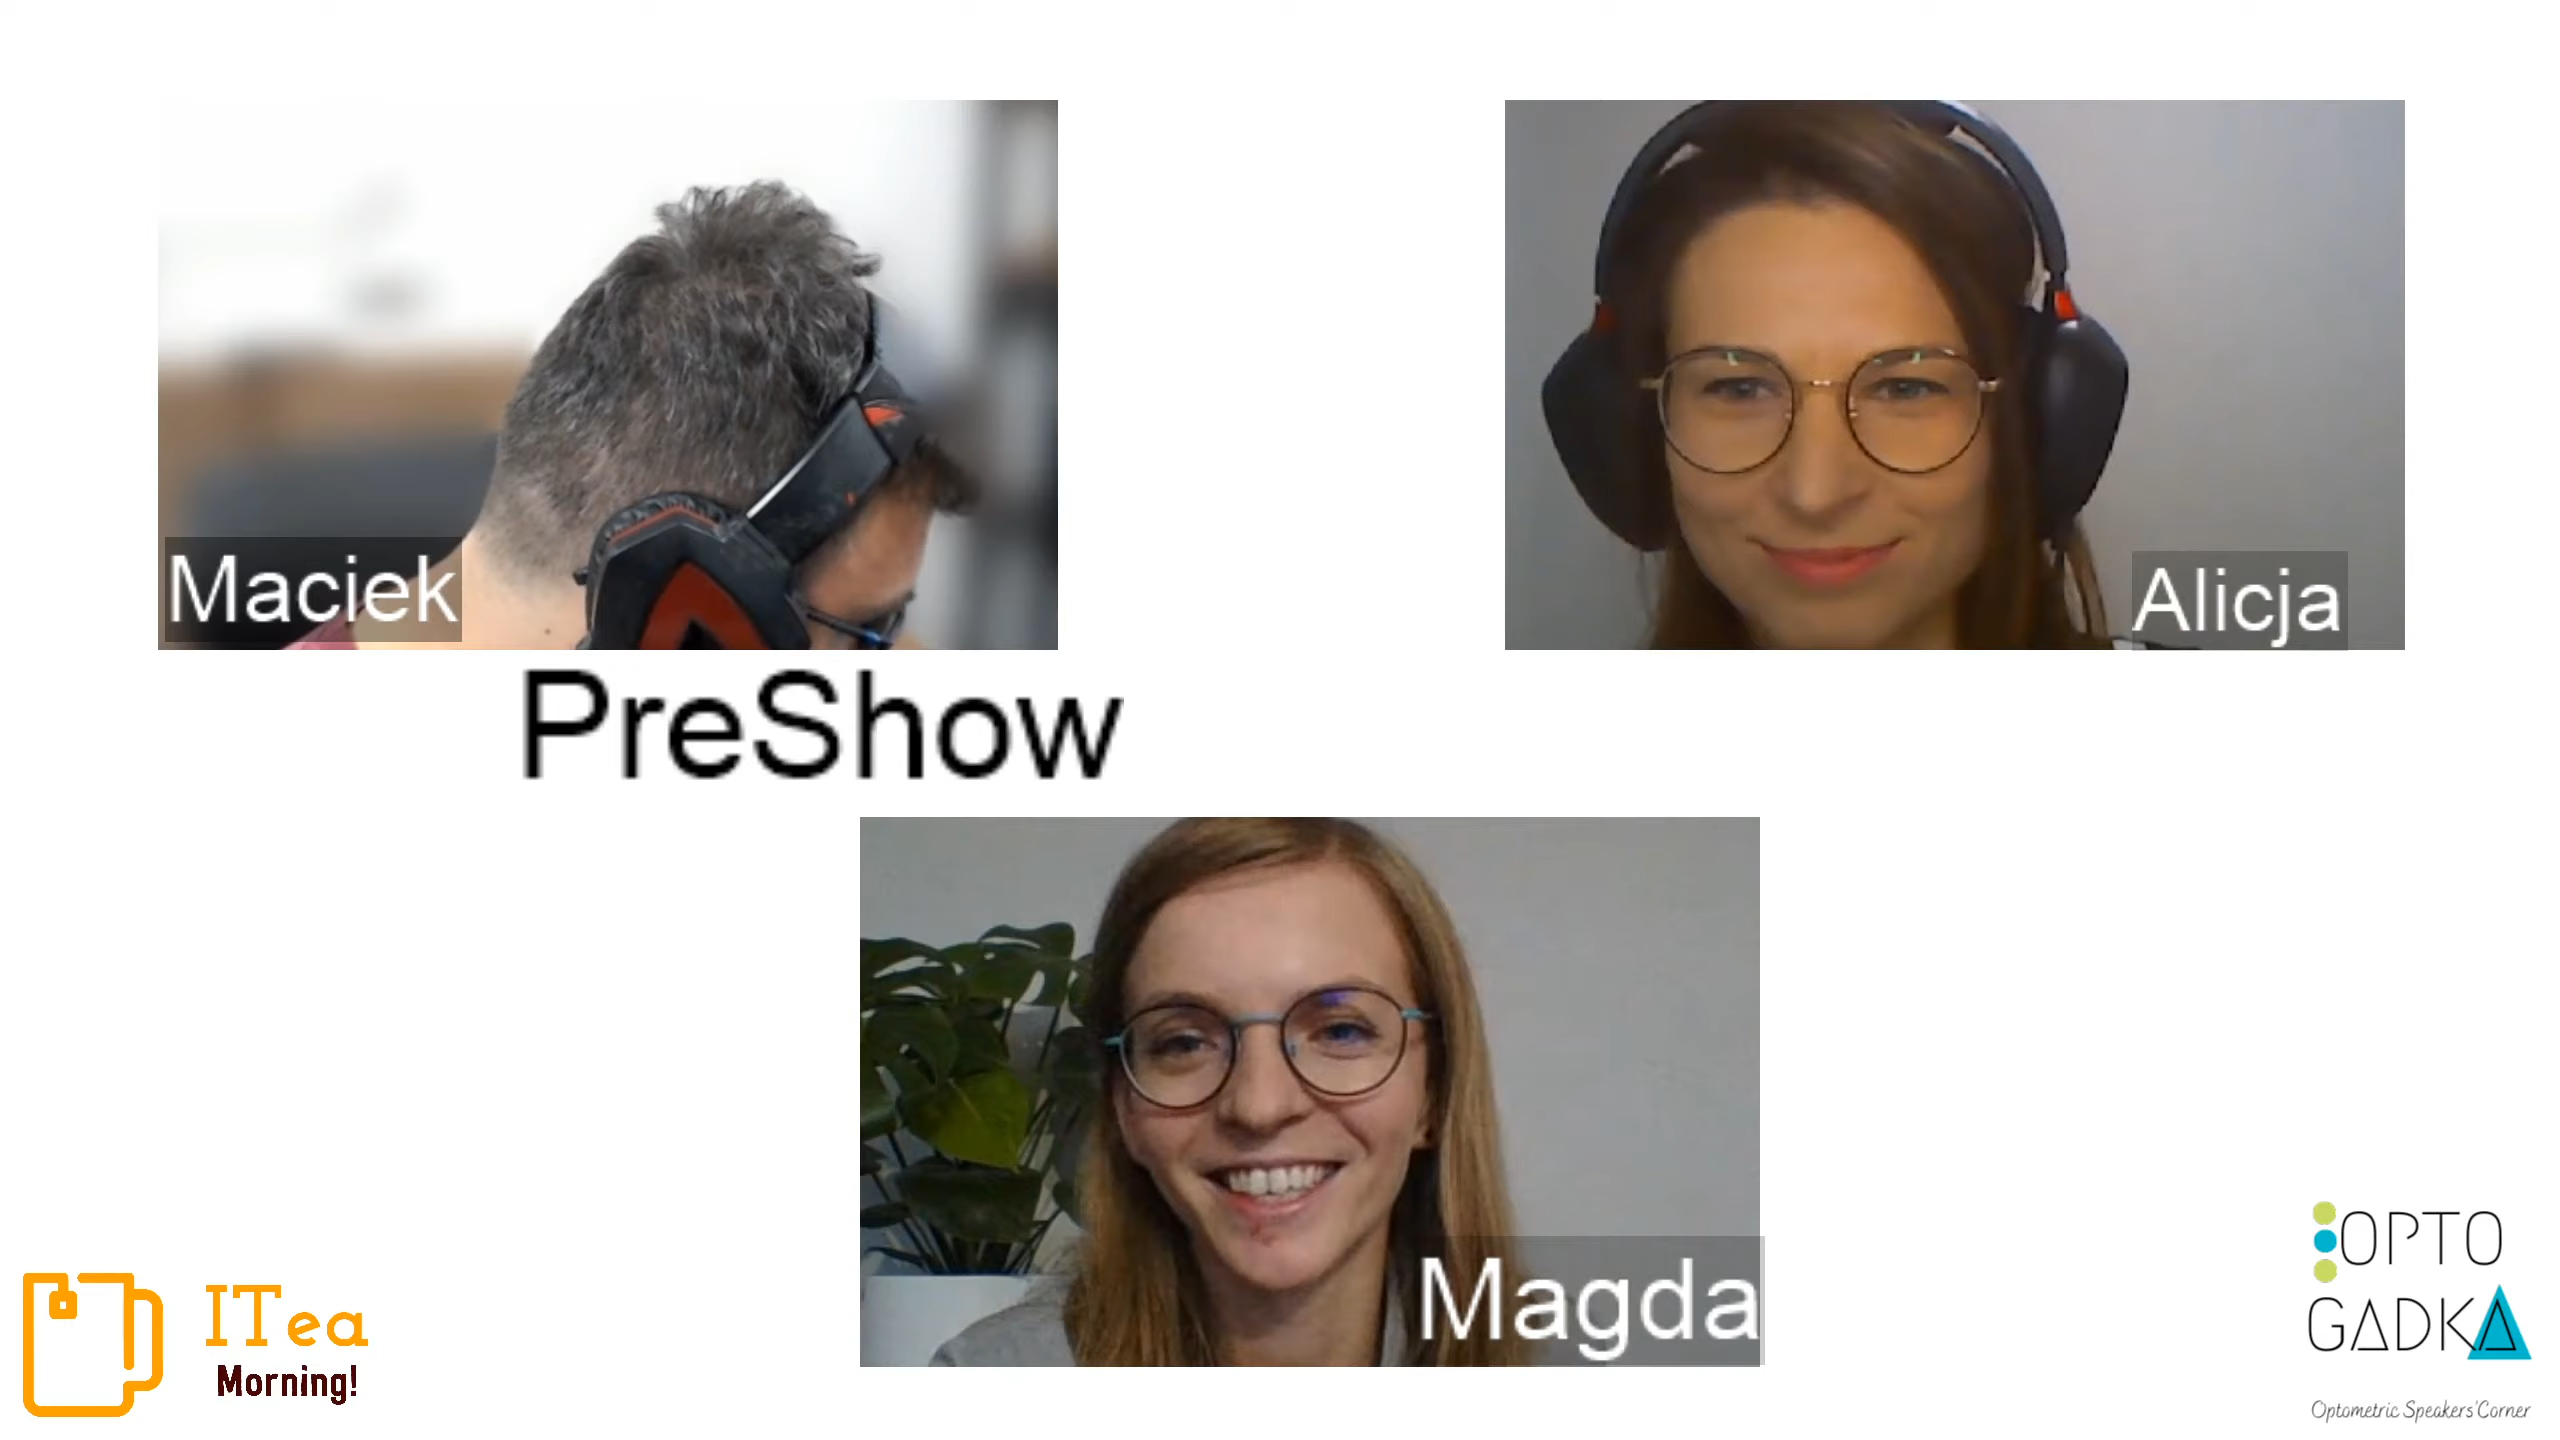 Maciek
Alicja
PreShow
Magda
ITea
Morning!
OPTO
GADKA
Optometric Speakers'Corner